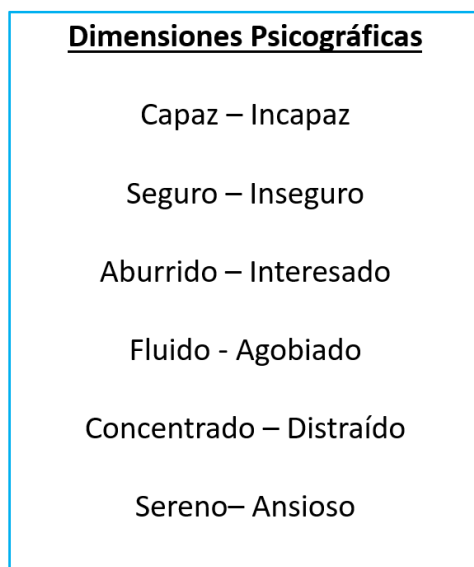 Dimensiones Psicográficas
Capaz – Incapaz
Seguro – Inseguro
Aburrido – Interesado
Fluido - Agobiado
Concentrado – Distraído
Sereno– Ansioso